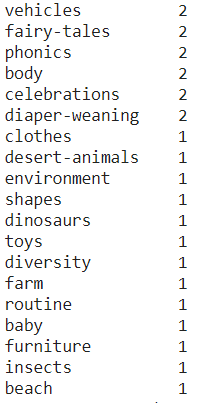 vehicles 2
fairy-tales 2
phonics 2
body 2
celebrations 2
diaper-weaning 2
clothes 1
desert-animals 1
environment 1
shapes 1
dinosaurs 1
toys 1
diversity 1
farm 1
routine 1
baby 1
furniture 1
insects 1
beach 1